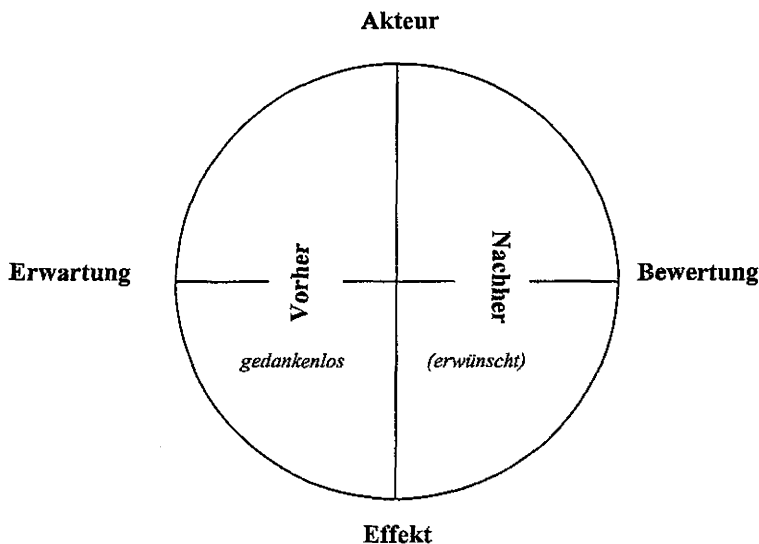 Akteur
Erwartung
Vorher
Nachher
Bewertung
gedankenlos
(erwünscht)
Effekt